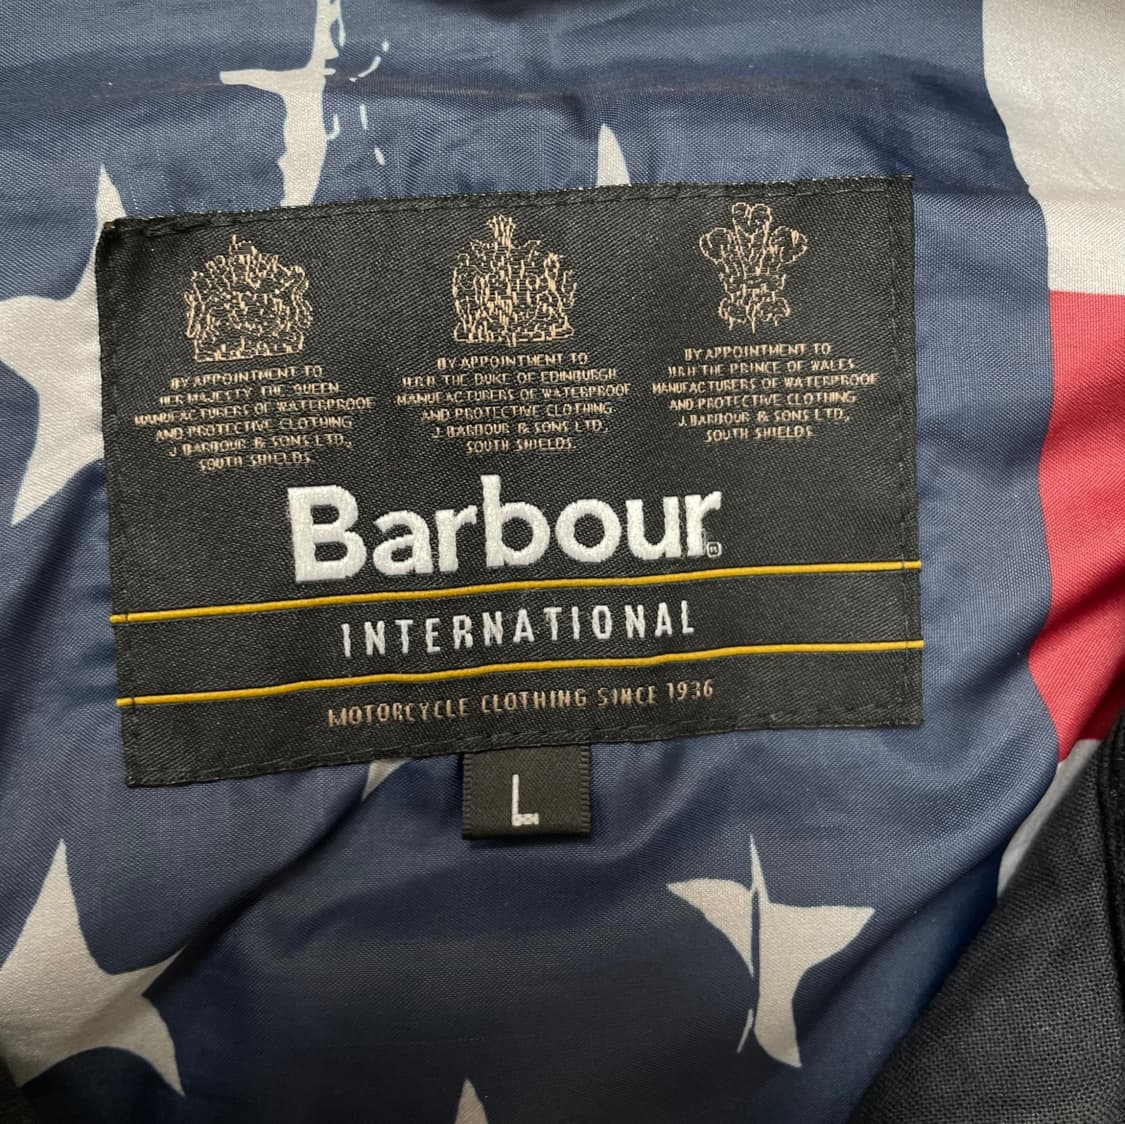 BY APPOINTMENT TO
HER MAJESTY THE QUEEN
MANUFACTURERS OF WATERPROOF
AND PROTECTIVE CLOTHING
J. BARBOUR & SONS LTD.,
SOUTH SHIELDS.
BY APPOINTMENT TO
H.R.H. THE DUKE OF EDINBURGH
MANUFACTURERS OF WATERPROOF
AND PROTECTIVE CLOTHING
J. BARBOUR & SONS LTD.,
SOUTH SHIELDS.
BY APPOINTMENT TO
H.R.H. THE PRINCE OF WALES
MANUFACTURERS OF WATERPROOF
AND PROTECTIVE CLOTHING
J. BARBOUR & SONS LTD.,
SOUTH SHIELDS.
Barbour®
INTERNATIONAL
MOTORCYCLE CLOTHING SINCE 1936
L